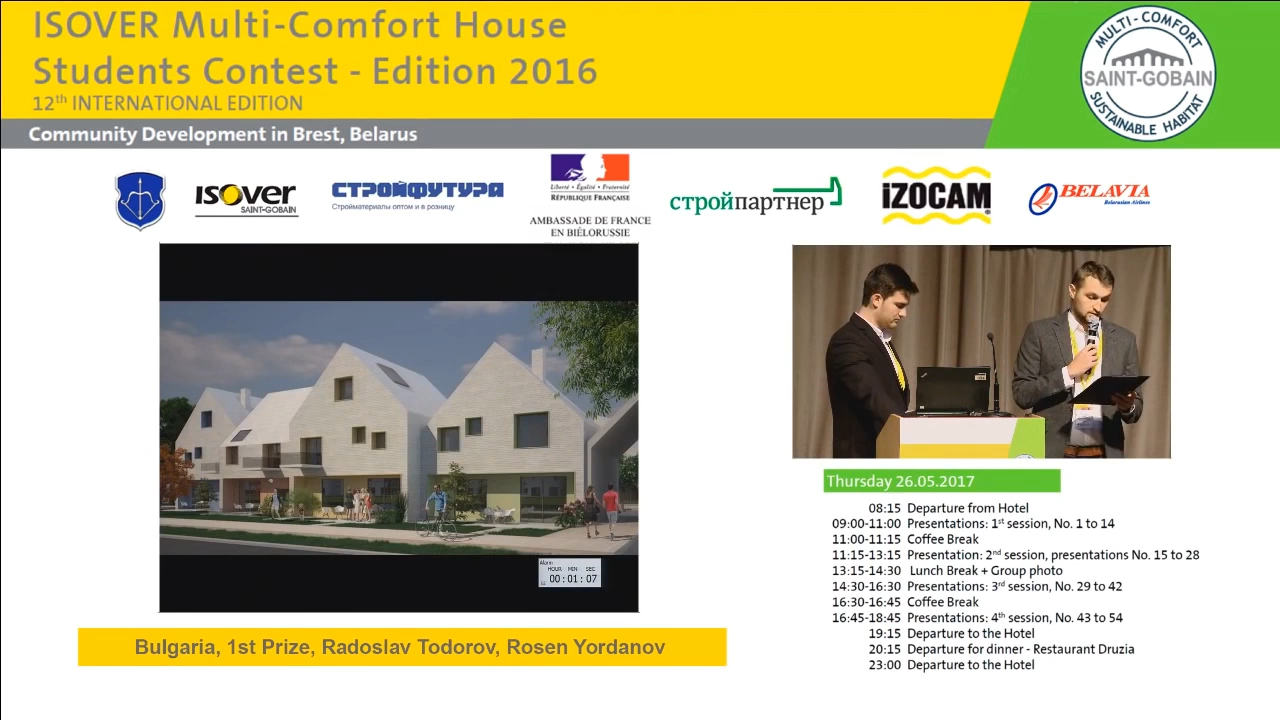 ISOVER Multi-Comfort House
Students Contest - Edition 2016
12th INTERNATIONAL EDITION
Community Development in Brest, Belarus
MULTI-COMFORT
SAINT-GOBAIN
SUSTAINABLE HABITAT
isover
SAINT-GOBAIN
СТРОЙФУТУРА
Стройматериалы оптом и в розницу
Liberté • Égalité • Fraternité
RÉPUBLIQUE FRANÇAISE
AMBASSADE DE FRANCE
EN BIÉLORUSSIE
стройпартнер
iZOCAM
BELAVIA
Belarusian Airlines
Alarm
HOUR MIN SEC
00:01:07
Bulgaria, 1st Prize, Radoslav Todorov, Rosen Yordanov
Thursday 26.05.2017
08:15 Departure from Hotel
09:00-11:00 Presentations: 1st session, No. 1 to 14
11:00-11:15 Coffee Break
11:15-13:15 Presentation: 2nd session, presentations No. 15 to 28
13:15-14:30 Lunch Break + Group photo
14:30-16:30 Presentations: 3rd session, No. 29 to 42
16:30-16:45 Coffee Break
16:45-18:45 Presentations: 4th session, No. 43 to 54
19:15 Departure to the Hotel
20:15 Departure for dinner - Restaurant Druzia
23:00 Departure to the Hotel